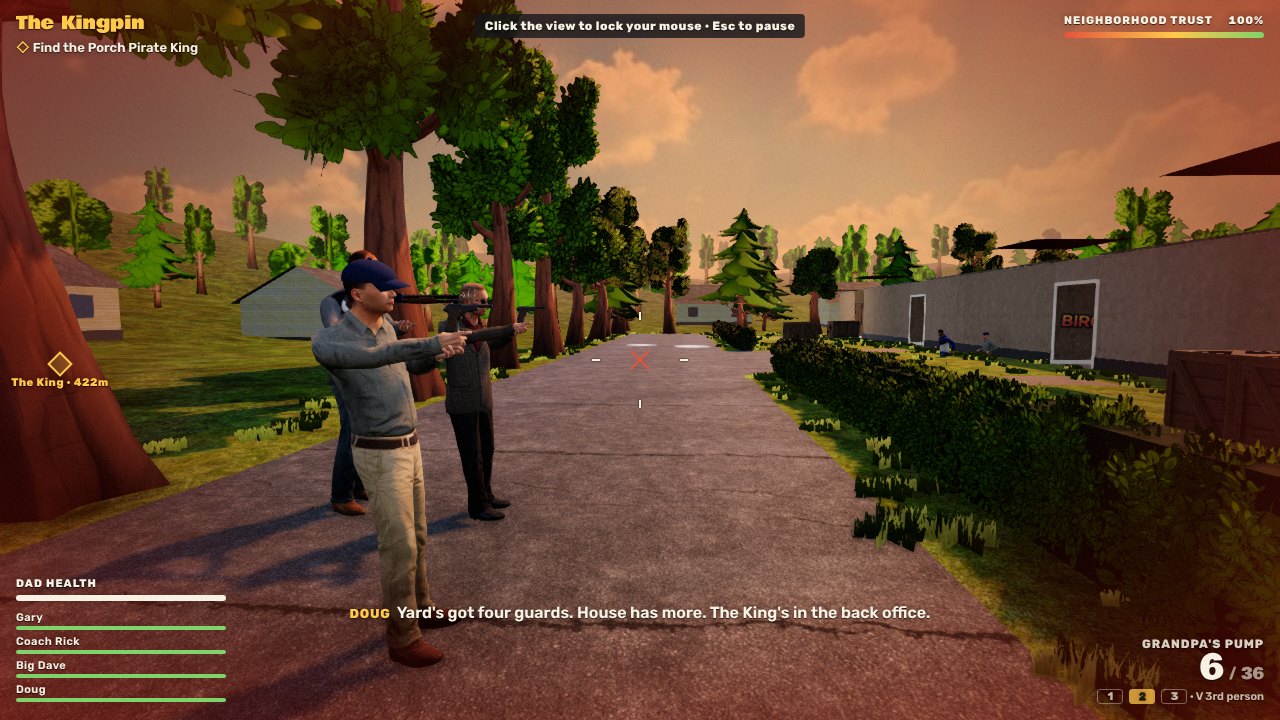 The Kingpin
Find the Porch Pirate King
Click the view to lock your mouse • Esc to pause
NEIGHBORHOOD TRUST 100%
The King • 422m
DAD HEALTH
Gary
Coach Rick
Big Dave
Doug
DOUG Yard's got four guards. House has more. The King's in the back office.
GRANDPA'S PUMP
6 / 36
1 2 3 • V 3rd person